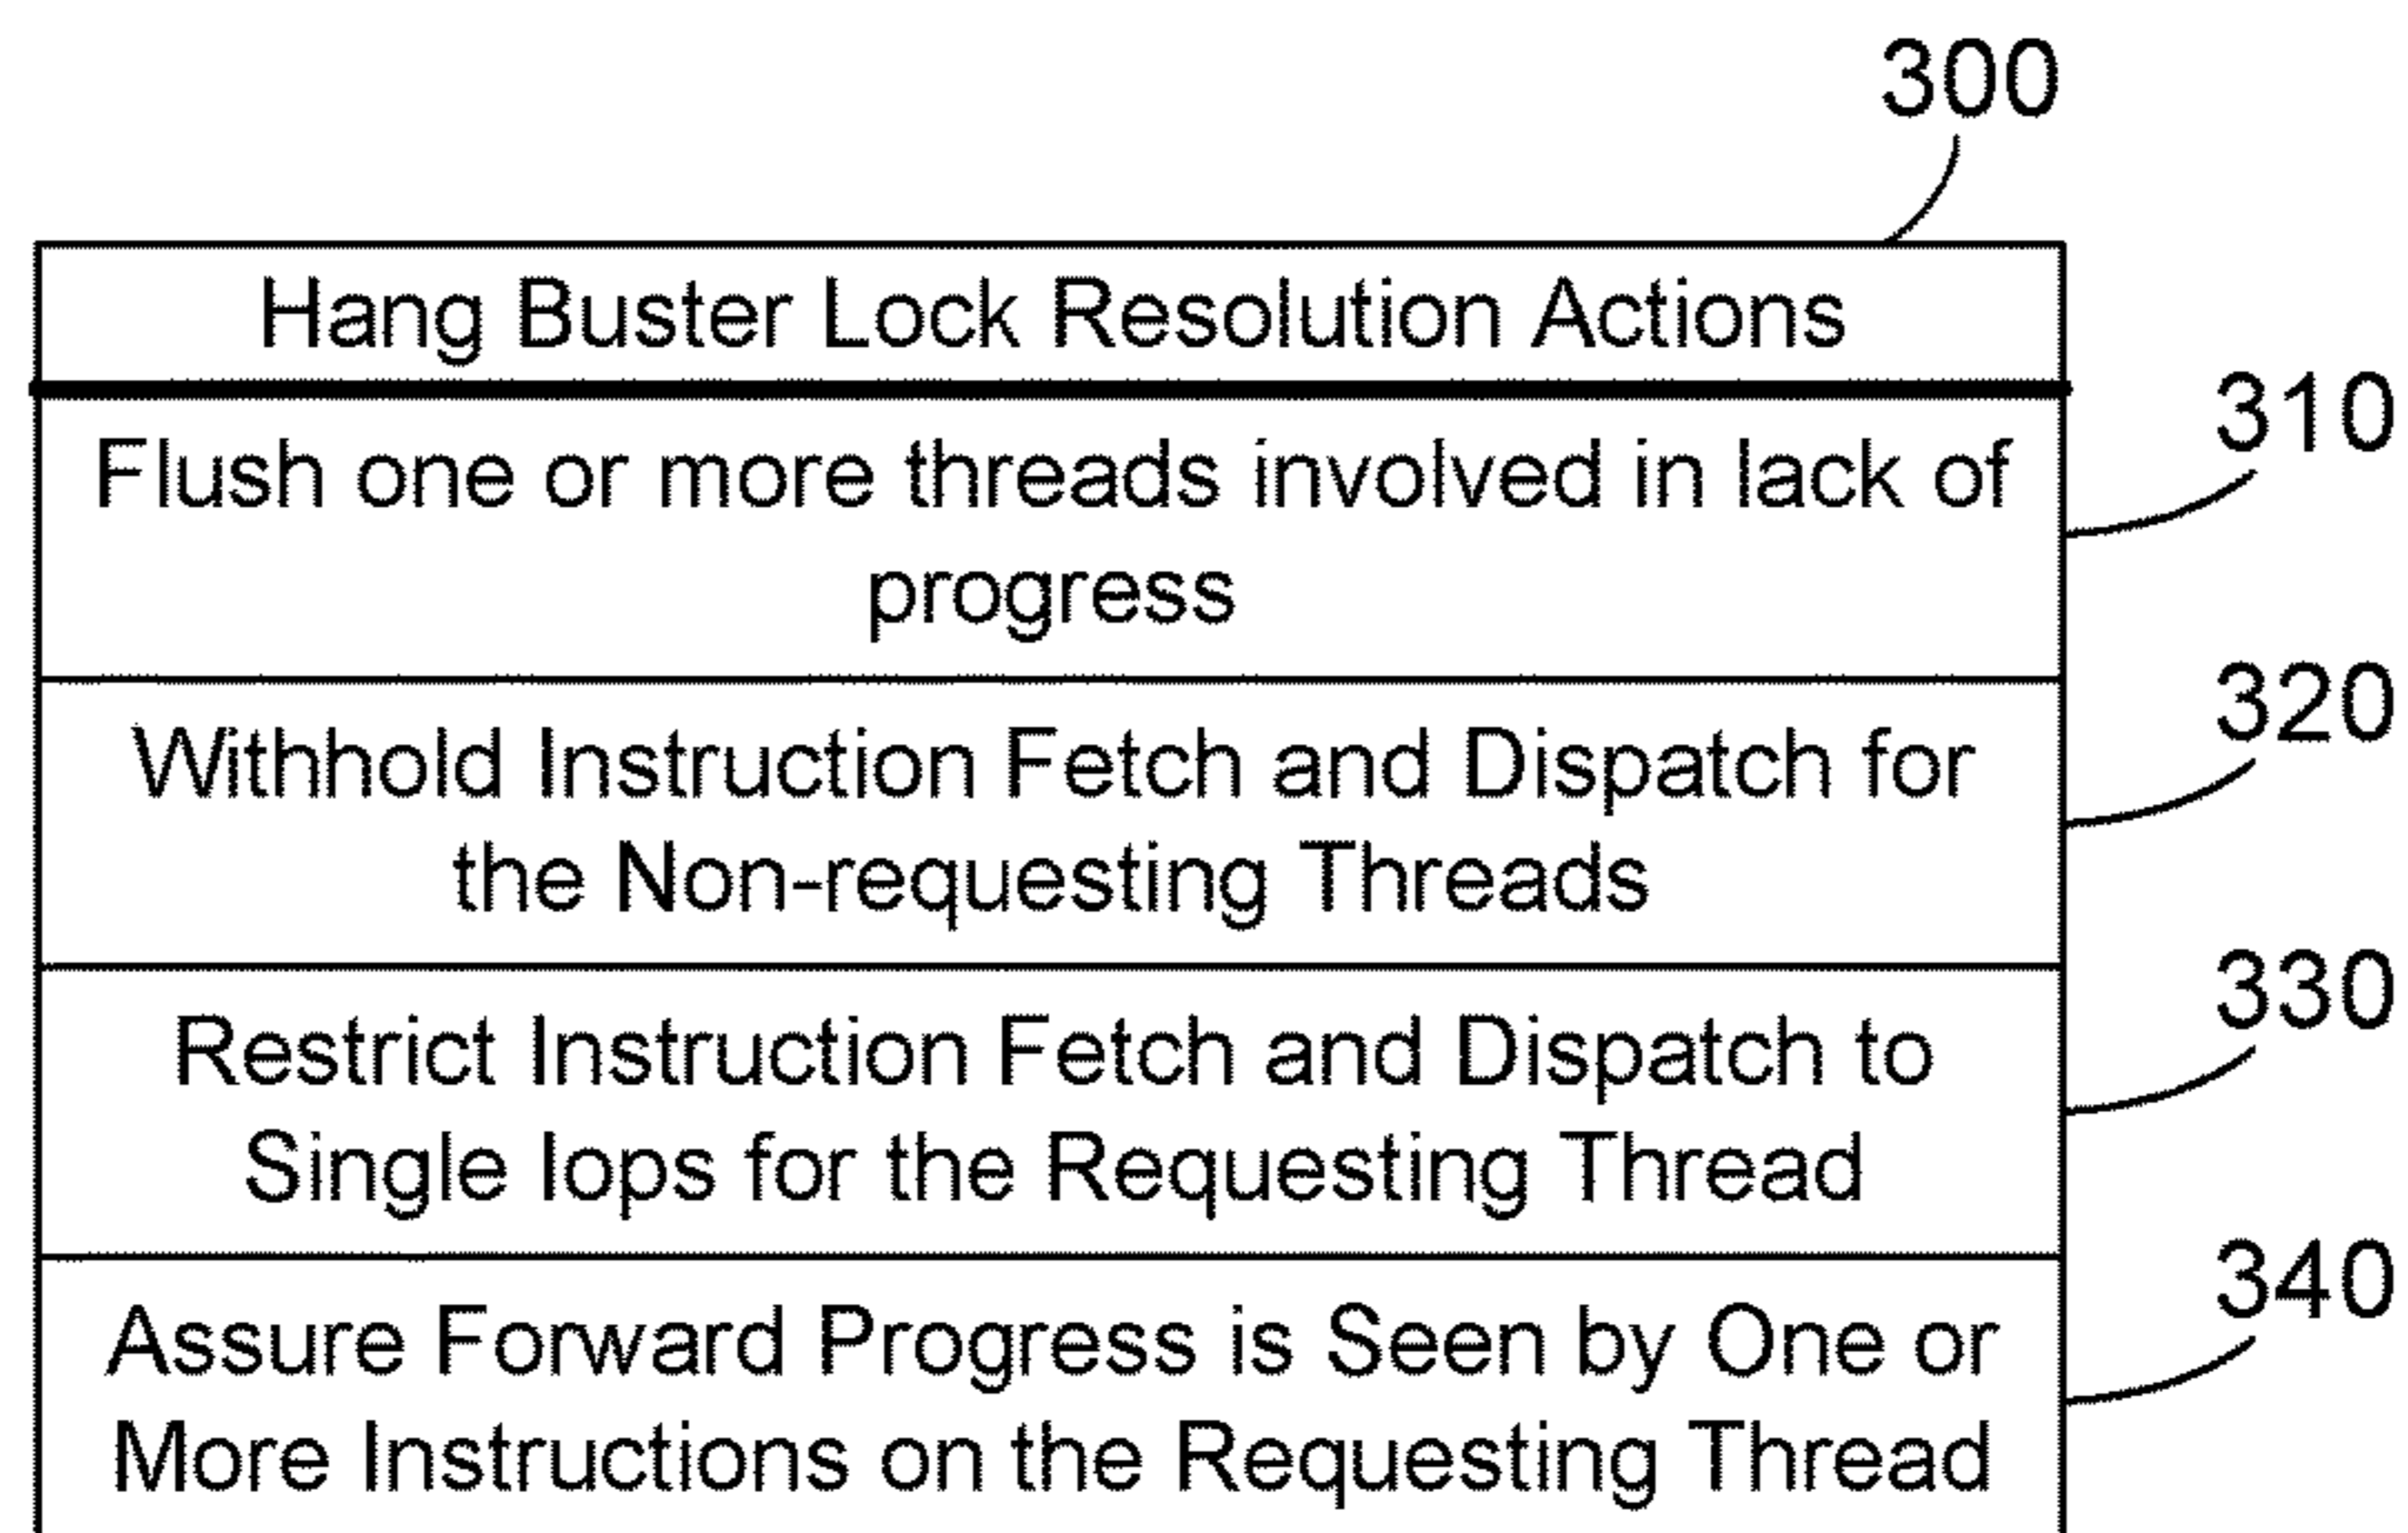 300
Hang Buster Lock Resolution Actions
310
Flush one or more threads involved in lack of
progress
320
Withhold Instruction Fetch and Dispatch for
the Non-requesting Threads
330
Restrict Instruction Fetch and Dispatch to
Single Iops for the Requesting Thread
340
Assure Forward Progress is Seen by One or
More Instructions on the Requesting Thread